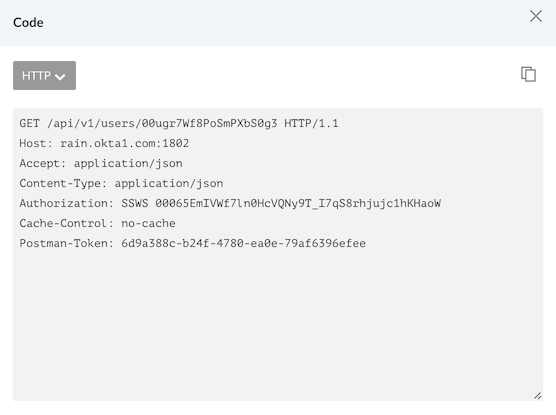 Code
HTTP
GET /api/v1/users/00ugr7Wf8PoSmPXbS0g3 HTTP/1.1
Host: rain.okta1.com:1802
Accept: application/json
Content-Type: application/json
Authorization: SSWS 00065EmIVWf7ln0HcVQNy9T_I7qS8rhjujc1hKHaoW
Cache-Control: no-cache
Postman-Token: 6d9a388c-b24f-4780-ea0e-79af6396efee